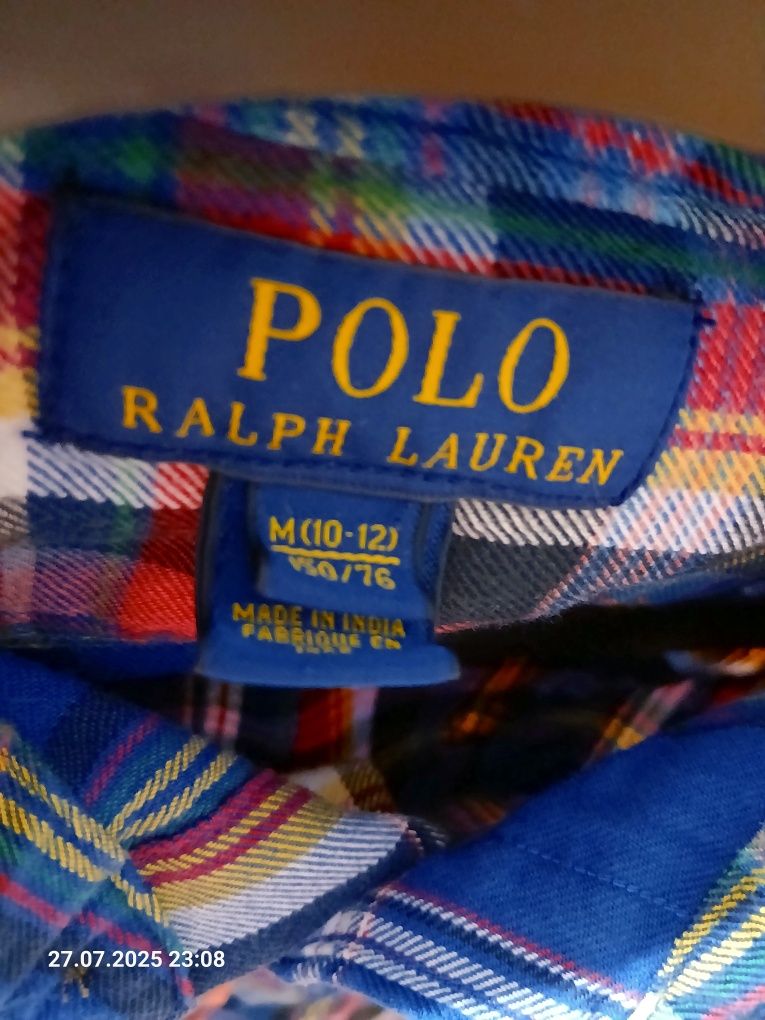 POLO
RALPH LAUREN
M (10-12)
150/76
MADE IN INDIA
FABRIQUE EN
27.07.2025 23:08